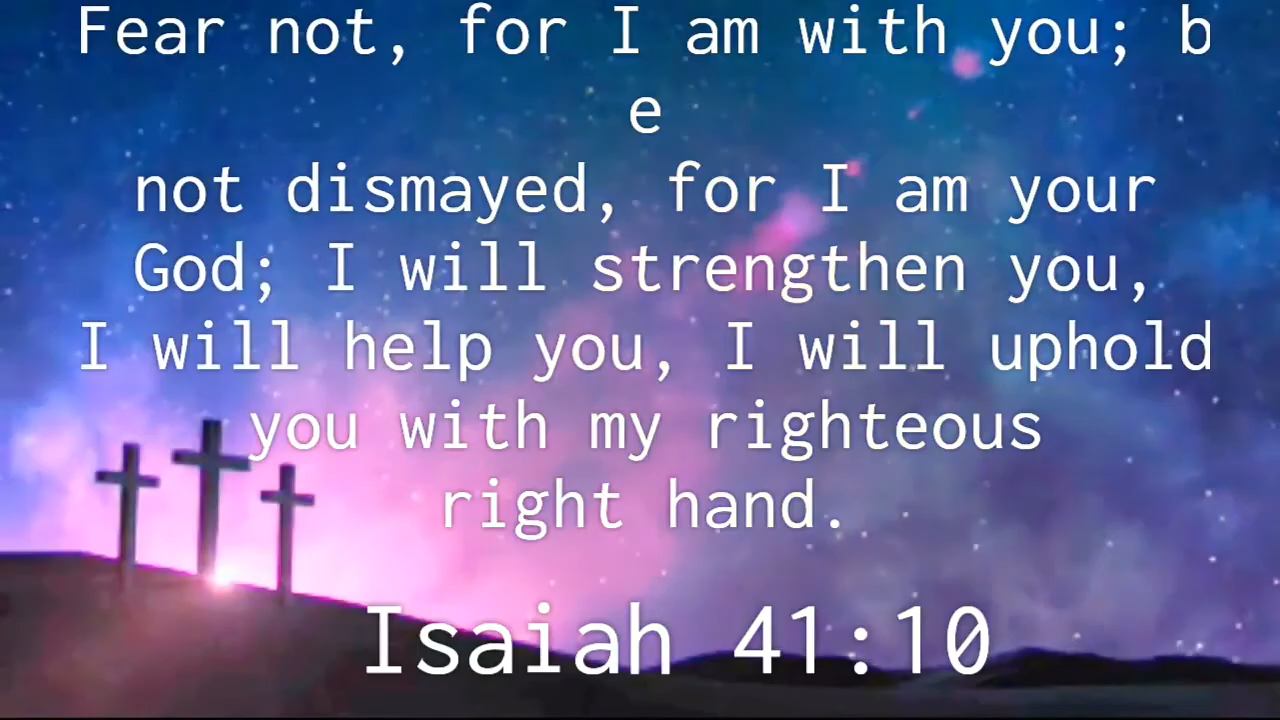 Fear not, for I am with you; b
e
not dismayed, for I am your
God; I will strengthen you,
I will help you, I will uphold
you with my righteous
right hand.
Isaiah 41:10